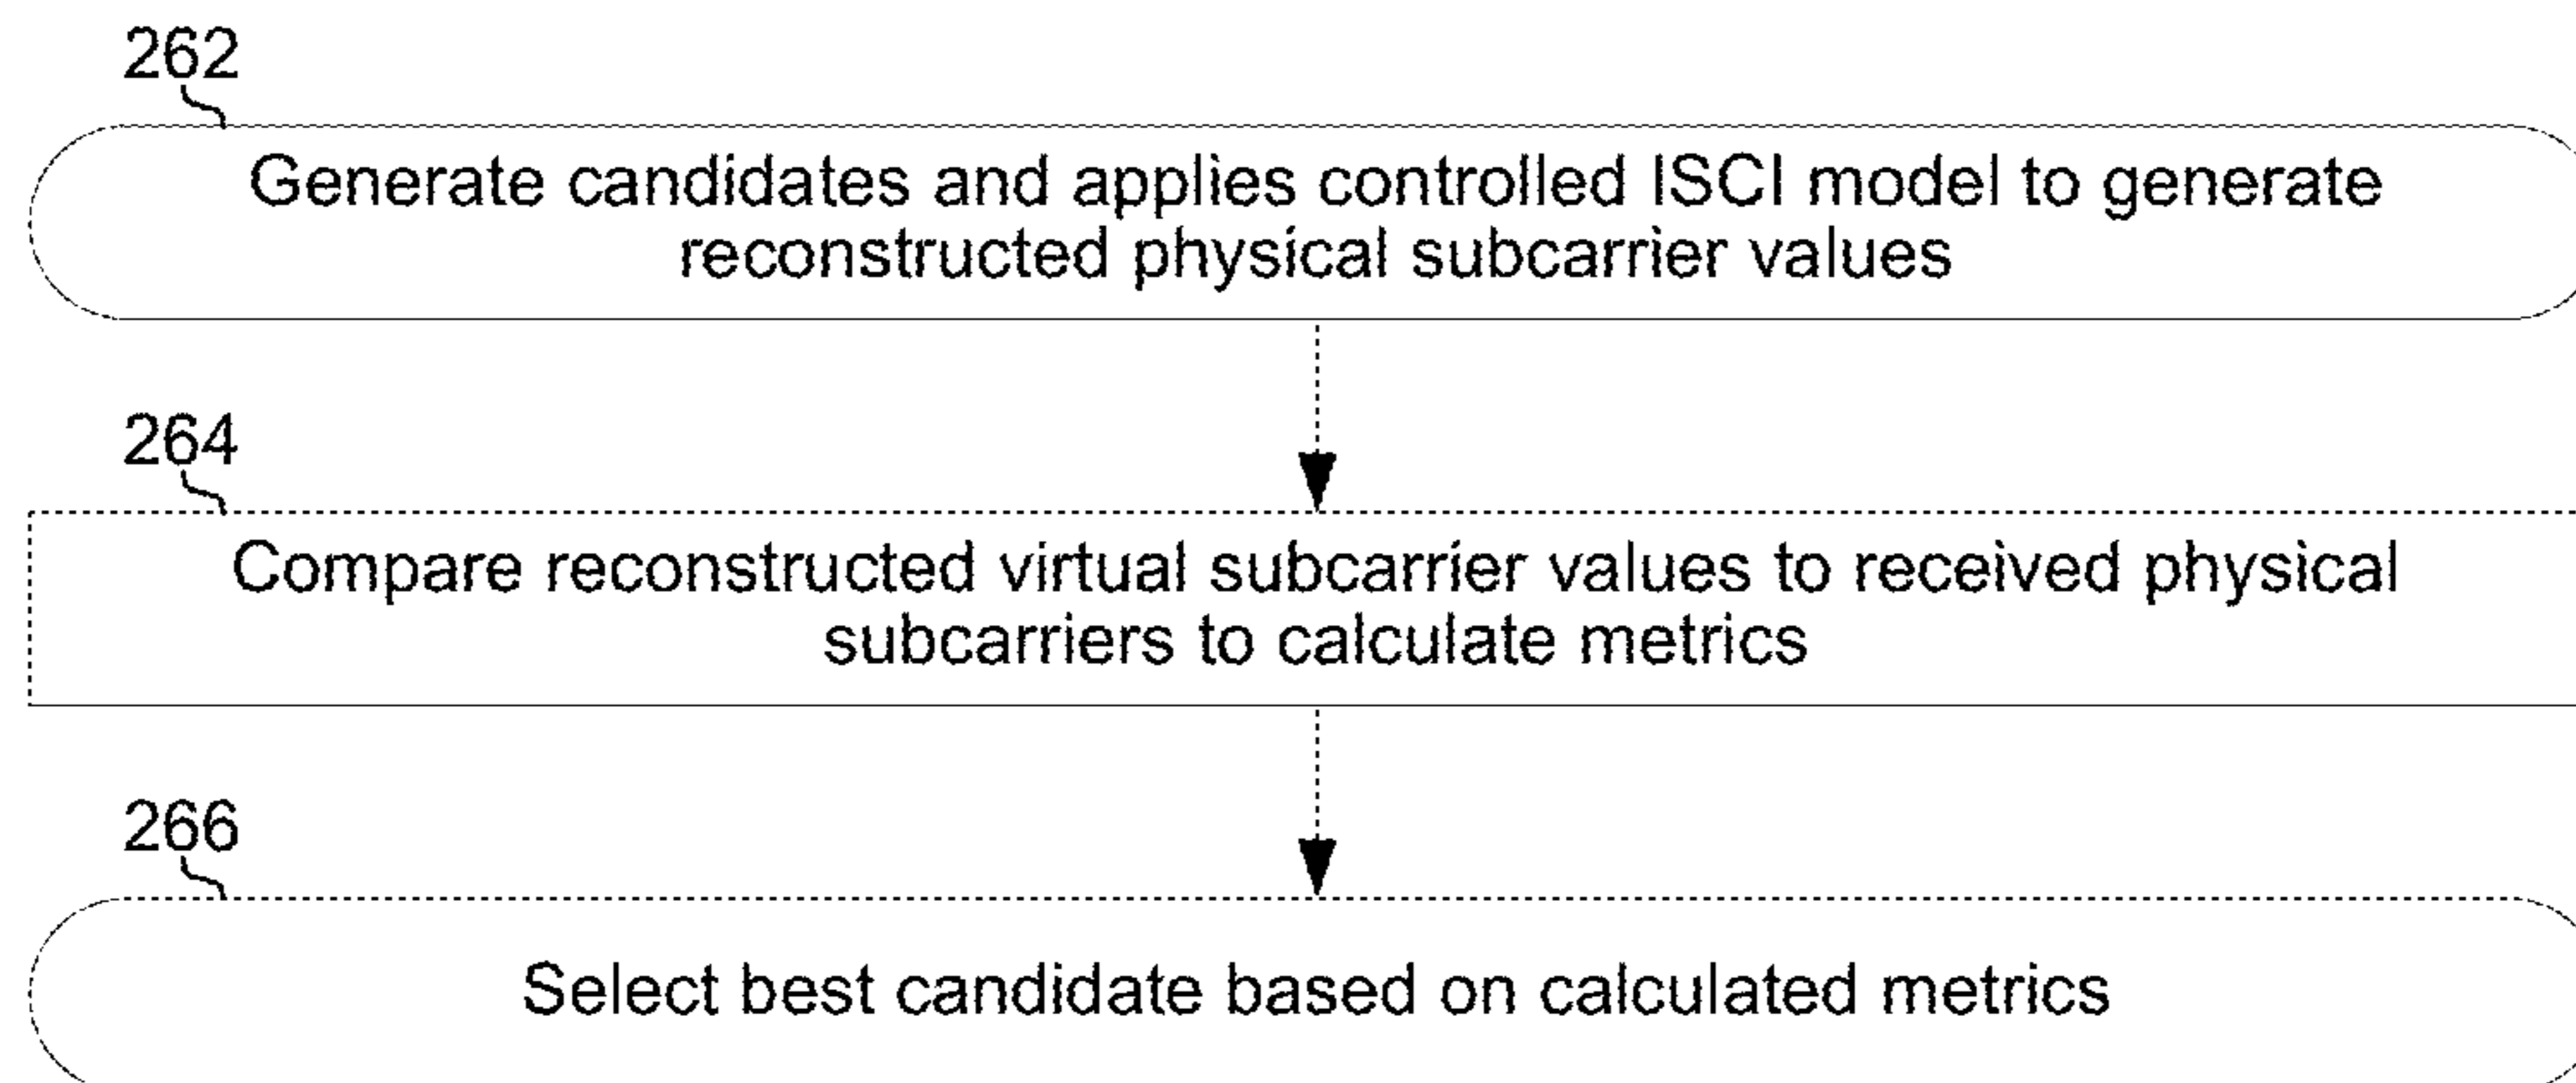 262
Generate candidates and applies controlled ISCI model to generate
reconstructed physical subcarrier values
264
Compare reconstructed virtual subcarrier values to received physical
subcarriers to calculate metrics
266
Select best candidate based on calculated metrics